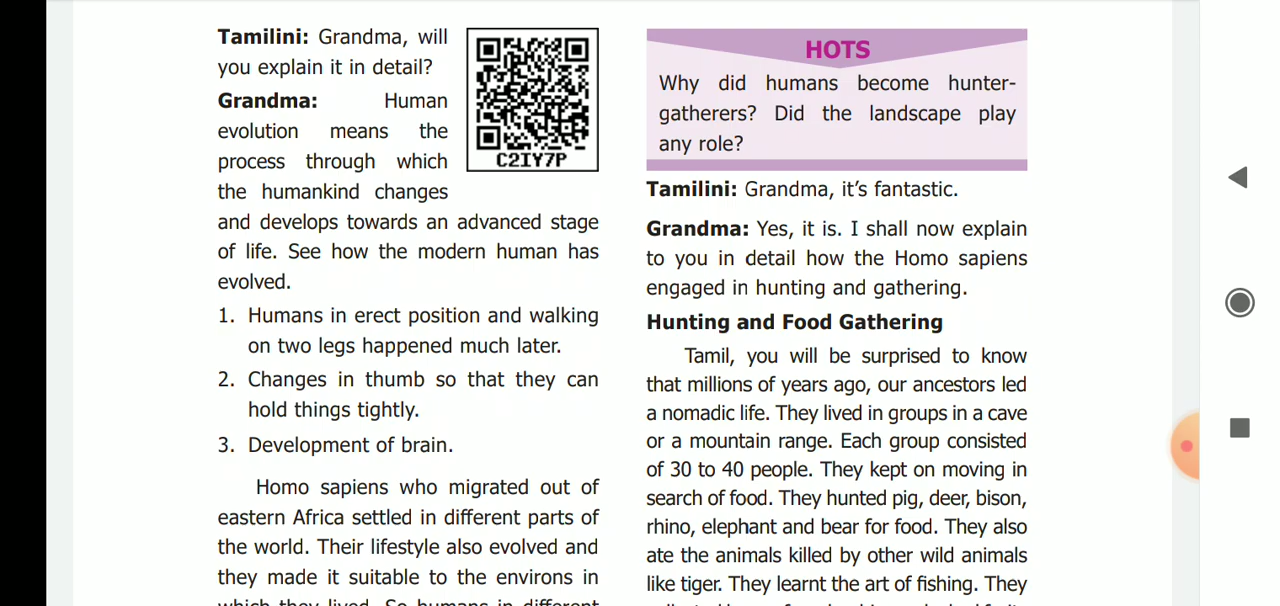 Tamilini: Grandma, will
you explain it in detail?
Grandma: Human
evolution means the
process through which
the humankind changes
and develops towards an advanced stage
of life. See how the modern human has
evolved.
C2IY7P
1. Humans in erect position and walking
on two legs happened much later.
2. Changes in thumb so that they can
hold things tightly.
3. Development of brain.
Homo sapiens who migrated out of
eastern Africa settled in different parts of
the world. Their lifestyle also evolved and
they made it suitable to the environs in
which they lived. So humans in different
HOTS
Why did humans become hunter-
gatherers? Did the landscape play
any role?
Tamilini: Grandma, it’s fantastic.
Grandma: Yes, it is. I shall now explain
to you in detail how the Homo sapiens
engaged in hunting and gathering.
Hunting and Food Gathering
Tamil, you will be surprised to know
that millions of years ago, our ancestors led
a nomadic life. They lived in groups in a cave
or a mountain range. Each group consisted
of 30 to 40 people. They kept on moving in
search of food. They hunted pig, deer, bison,
rhino, elephant and bear for food. They also
ate the animals killed by other wild animals
like tiger. They learnt the art of fishing. They